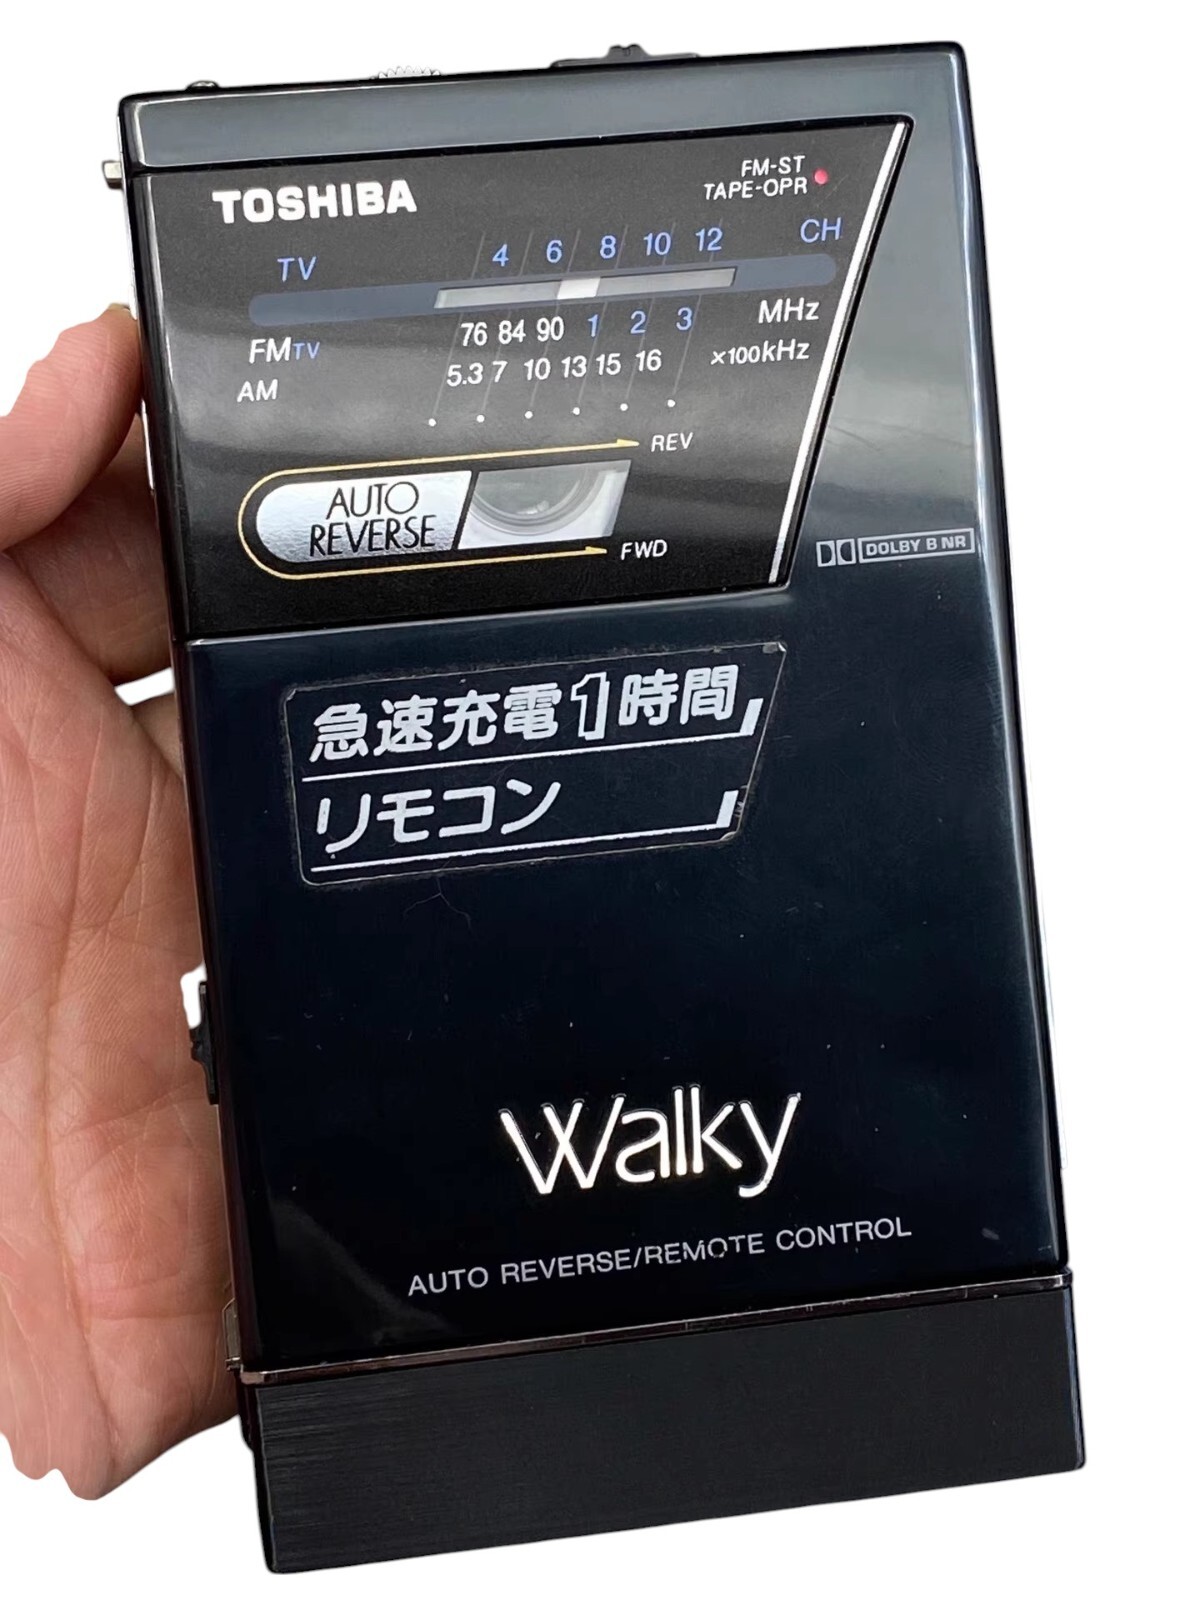 TOSHIBA
FM-ST
TAPE-OPR
TV 4 6 8 10 12 CH
FM TV 76 84 90 1 2 3 MHz
AM 5.3 7 10 13 15 16 ×100kHz
REV
AUTO
REVERSE
FWD
DOLBY B NR
急速充電1時間
リモコン
Walky
AUTO REVERSE/REMOTE CONTROL